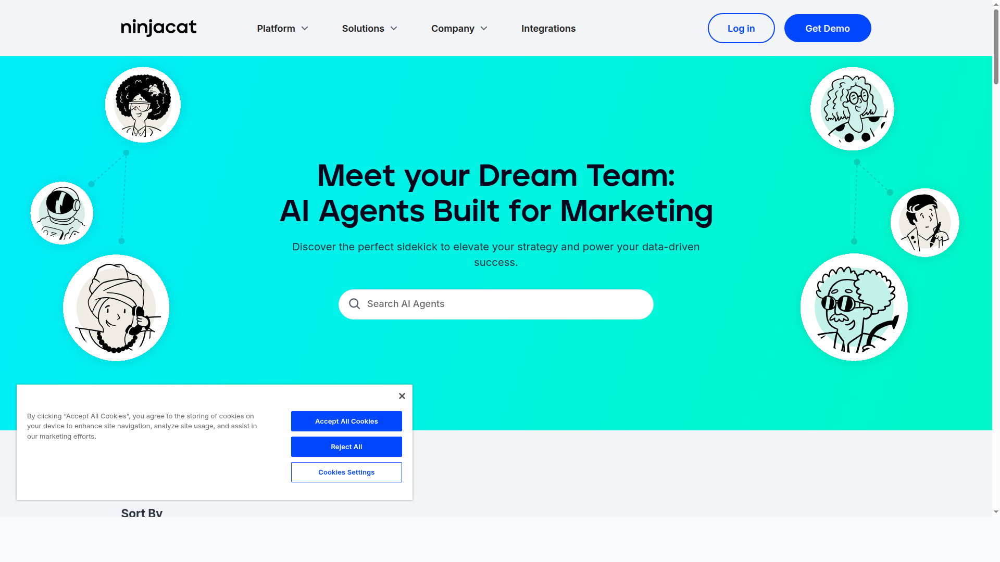 ninjacat
Platform
Solutions
Company
Integrations
Log in
Get Demo
Meet your Dream Team:
AI Agents Built for Marketing
Discover the perfect sidekick to elevate your strategy and power your data-driven
success.
Search AI Agents
By clicking “Accept All Cookies”, you agree to the storing of cookies on
your device to enhance site navigation, analyze site usage, and assist in
our marketing efforts.
Accept All Cookies
Reject All
Cookies Settings
Sort By